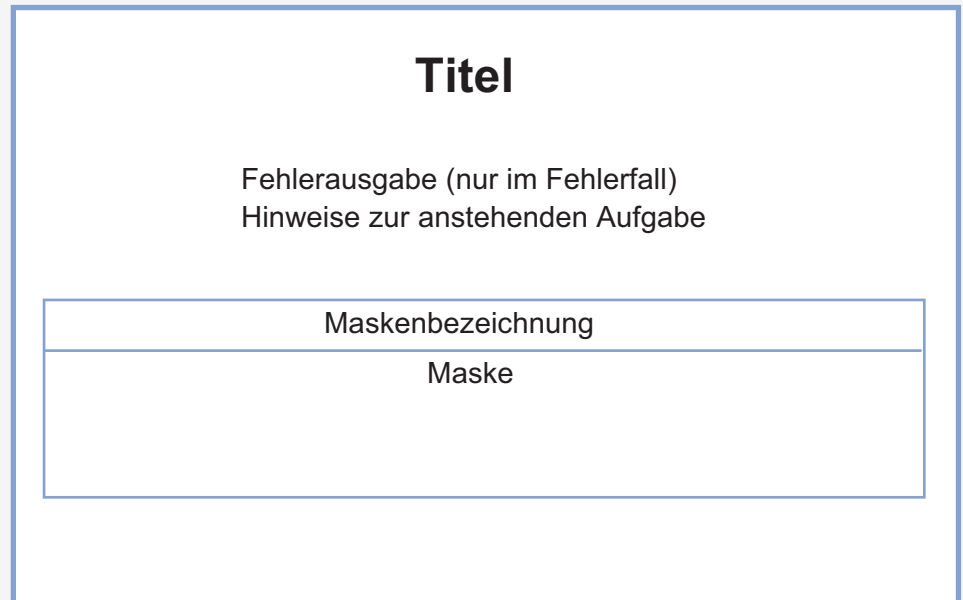 Titel
Fehlerausgabe (nur im Fehlerfall)
Hinweise zur anstehenden Aufgabe
Maskenbezeichnung
Maske